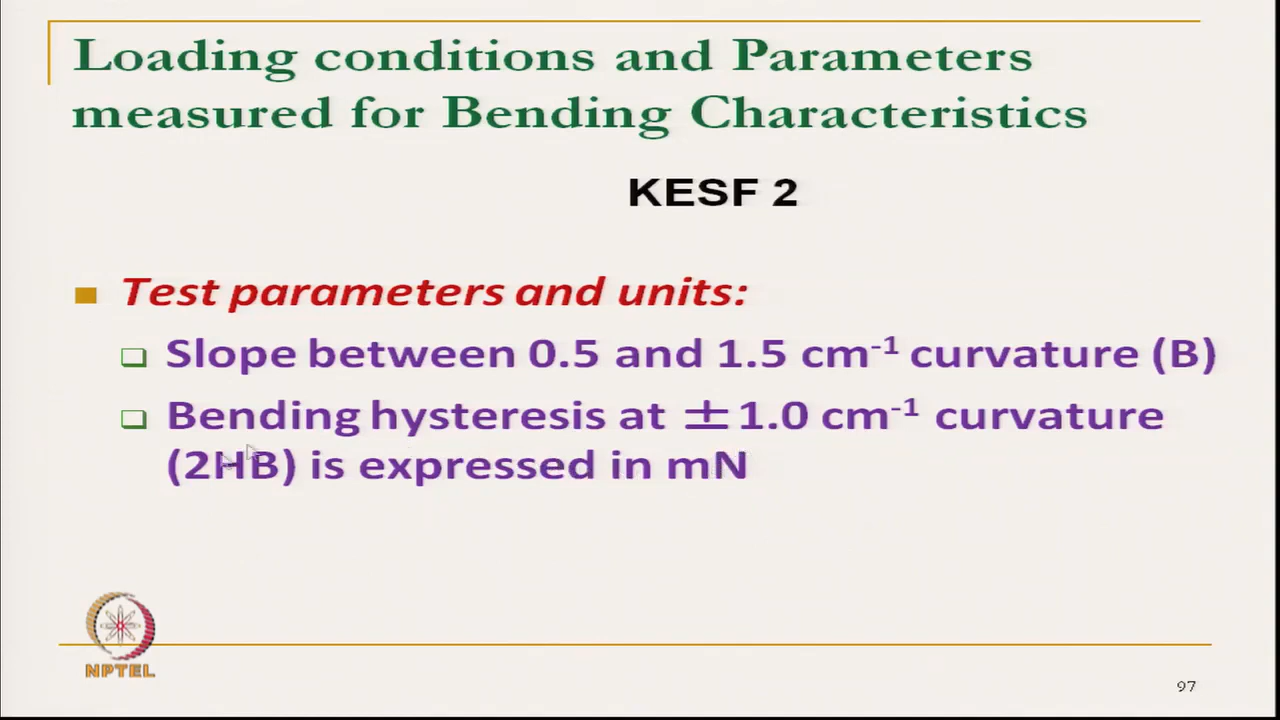 Loading conditions and Parameters
measured for Bending Characteristics
KESF 2
Test parameters and units:
Slope between 0.5 and 1.5 cm⁻¹ curvature (B)
Bending hysteresis at ±1.0 cm⁻¹ curvature
(2HB) is expressed in mN
NPTEL
97